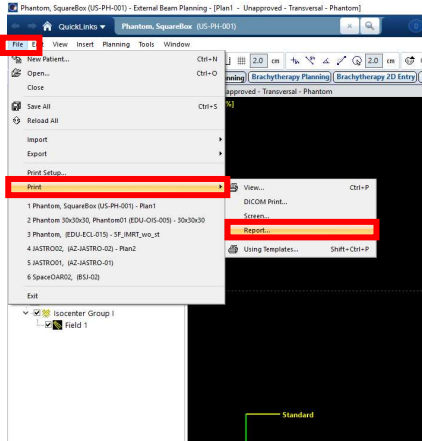 Phantom, SquareBox (US-PH-001) - External Beam Planning - [Plan1 - Unapproved - Transversal - Phantom]
QuickLinks Phantom, SquareBox (US-PH-001)
File Edit View Insert Planning Tools Window
New Patient... Ctrl+N
2.0 cm 2.0 cm
Open... Ctrl+O
nning Brachytherapy Planning Brachytherapy 2D Entry
Close
approved - Transversal - Phantom
Save All Ctrl+S
%]
Reload All
Import
Export
Print Setup...
Print
View... Ctrl+P
DICOM Print...
1 Phantom, SquareBox (US-PH-001) - Plan1
Screen...
2 Phantom 30x30x30, Phantom01 (EDU-OIS-005) - 30x30x30
Report...
3 Phantom, (EDU-ECL-015) - SF_IMRT_wo_st
4 JASTRO02, (AZ-JASTRO-02) - Plan2
Using Templates... Shift+Ctrl+P
5 JASTRO01, (AZ-JASTRO-01)
6 SpaceOAR02, (BSJ-02)
Exit
Isocenter Group I
Field 1
Standard